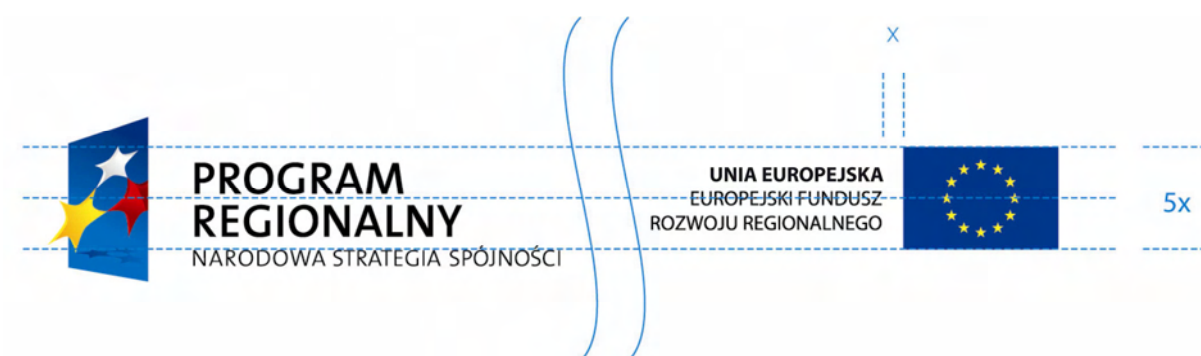 X
PROGRAM
REGIONALNY
NARODOWA STRATEGIA SPÓJNOŚCI
UNIA EUROPEJSKA
EUROPEJSKI FUNDUSZ
ROZWOJU REGIONALNEGO
5x